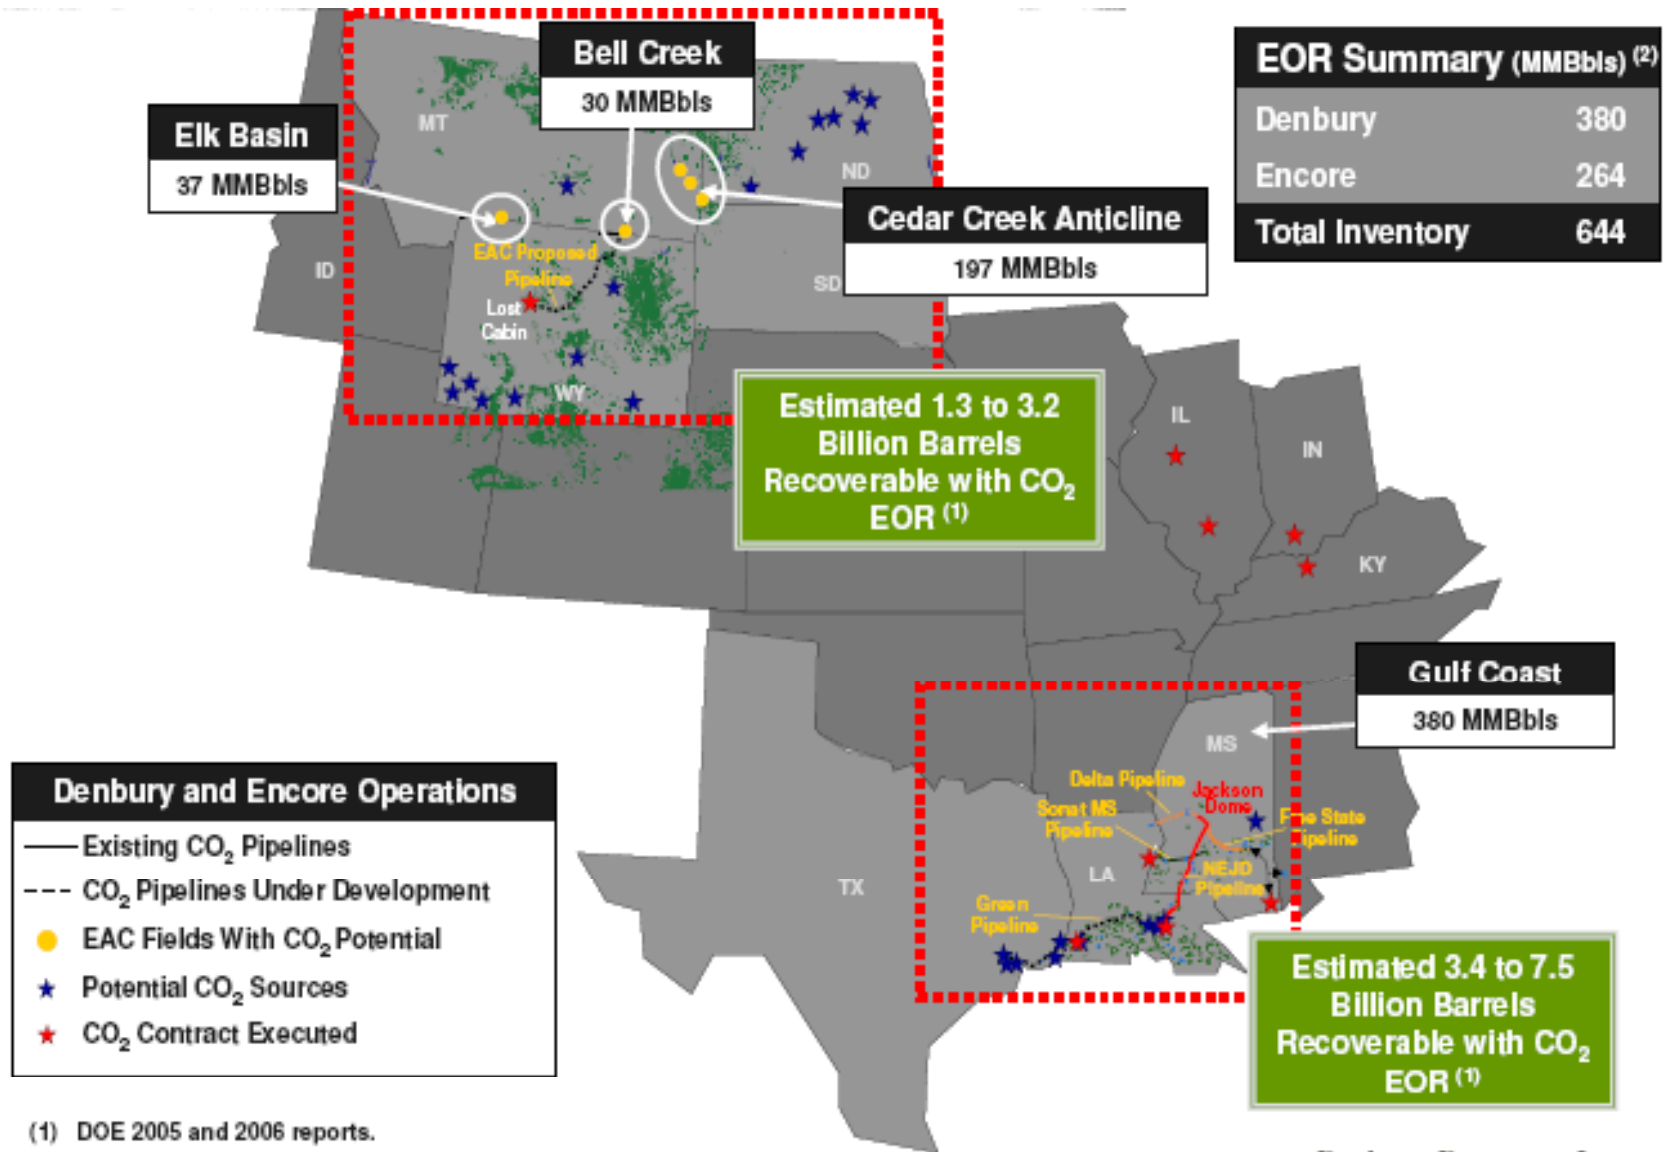 Bell Creek
30 MMBbls
EOR Summary (MMBbls) (2)
Denbury 380
Encore 264
Total Inventory 644
Elk Basin
37 MMBbls
MT
ND
Cedar Creek Anticline
197 MMBbls
ID
SD
EAC Proposed
Pipeline
Lost
Cabin
WY
Estimated 1.3 to 3.2
Billion Barrels
Recoverable with CO2
EOR (1)
IL
IN
KY
Gulf Coast
380 MMBbls
MS
Delta Pipeline
Jackson
Dome
Sonat MS
Pipeline
Free State
Pipeline
LA
NEJD
Pipeline
TX
Green
Pipeline
Estimated 3.4 to 7.5
Billion Barrels
Recoverable with CO2
EOR (1)
Denbury and Encore Operations
Existing CO2 Pipelines
CO2 Pipelines Under Development
EAC Fields With CO2 Potential
Potential CO2 Sources
CO2 Contract Executed
(1) DOE 2005 and 2006 reports.